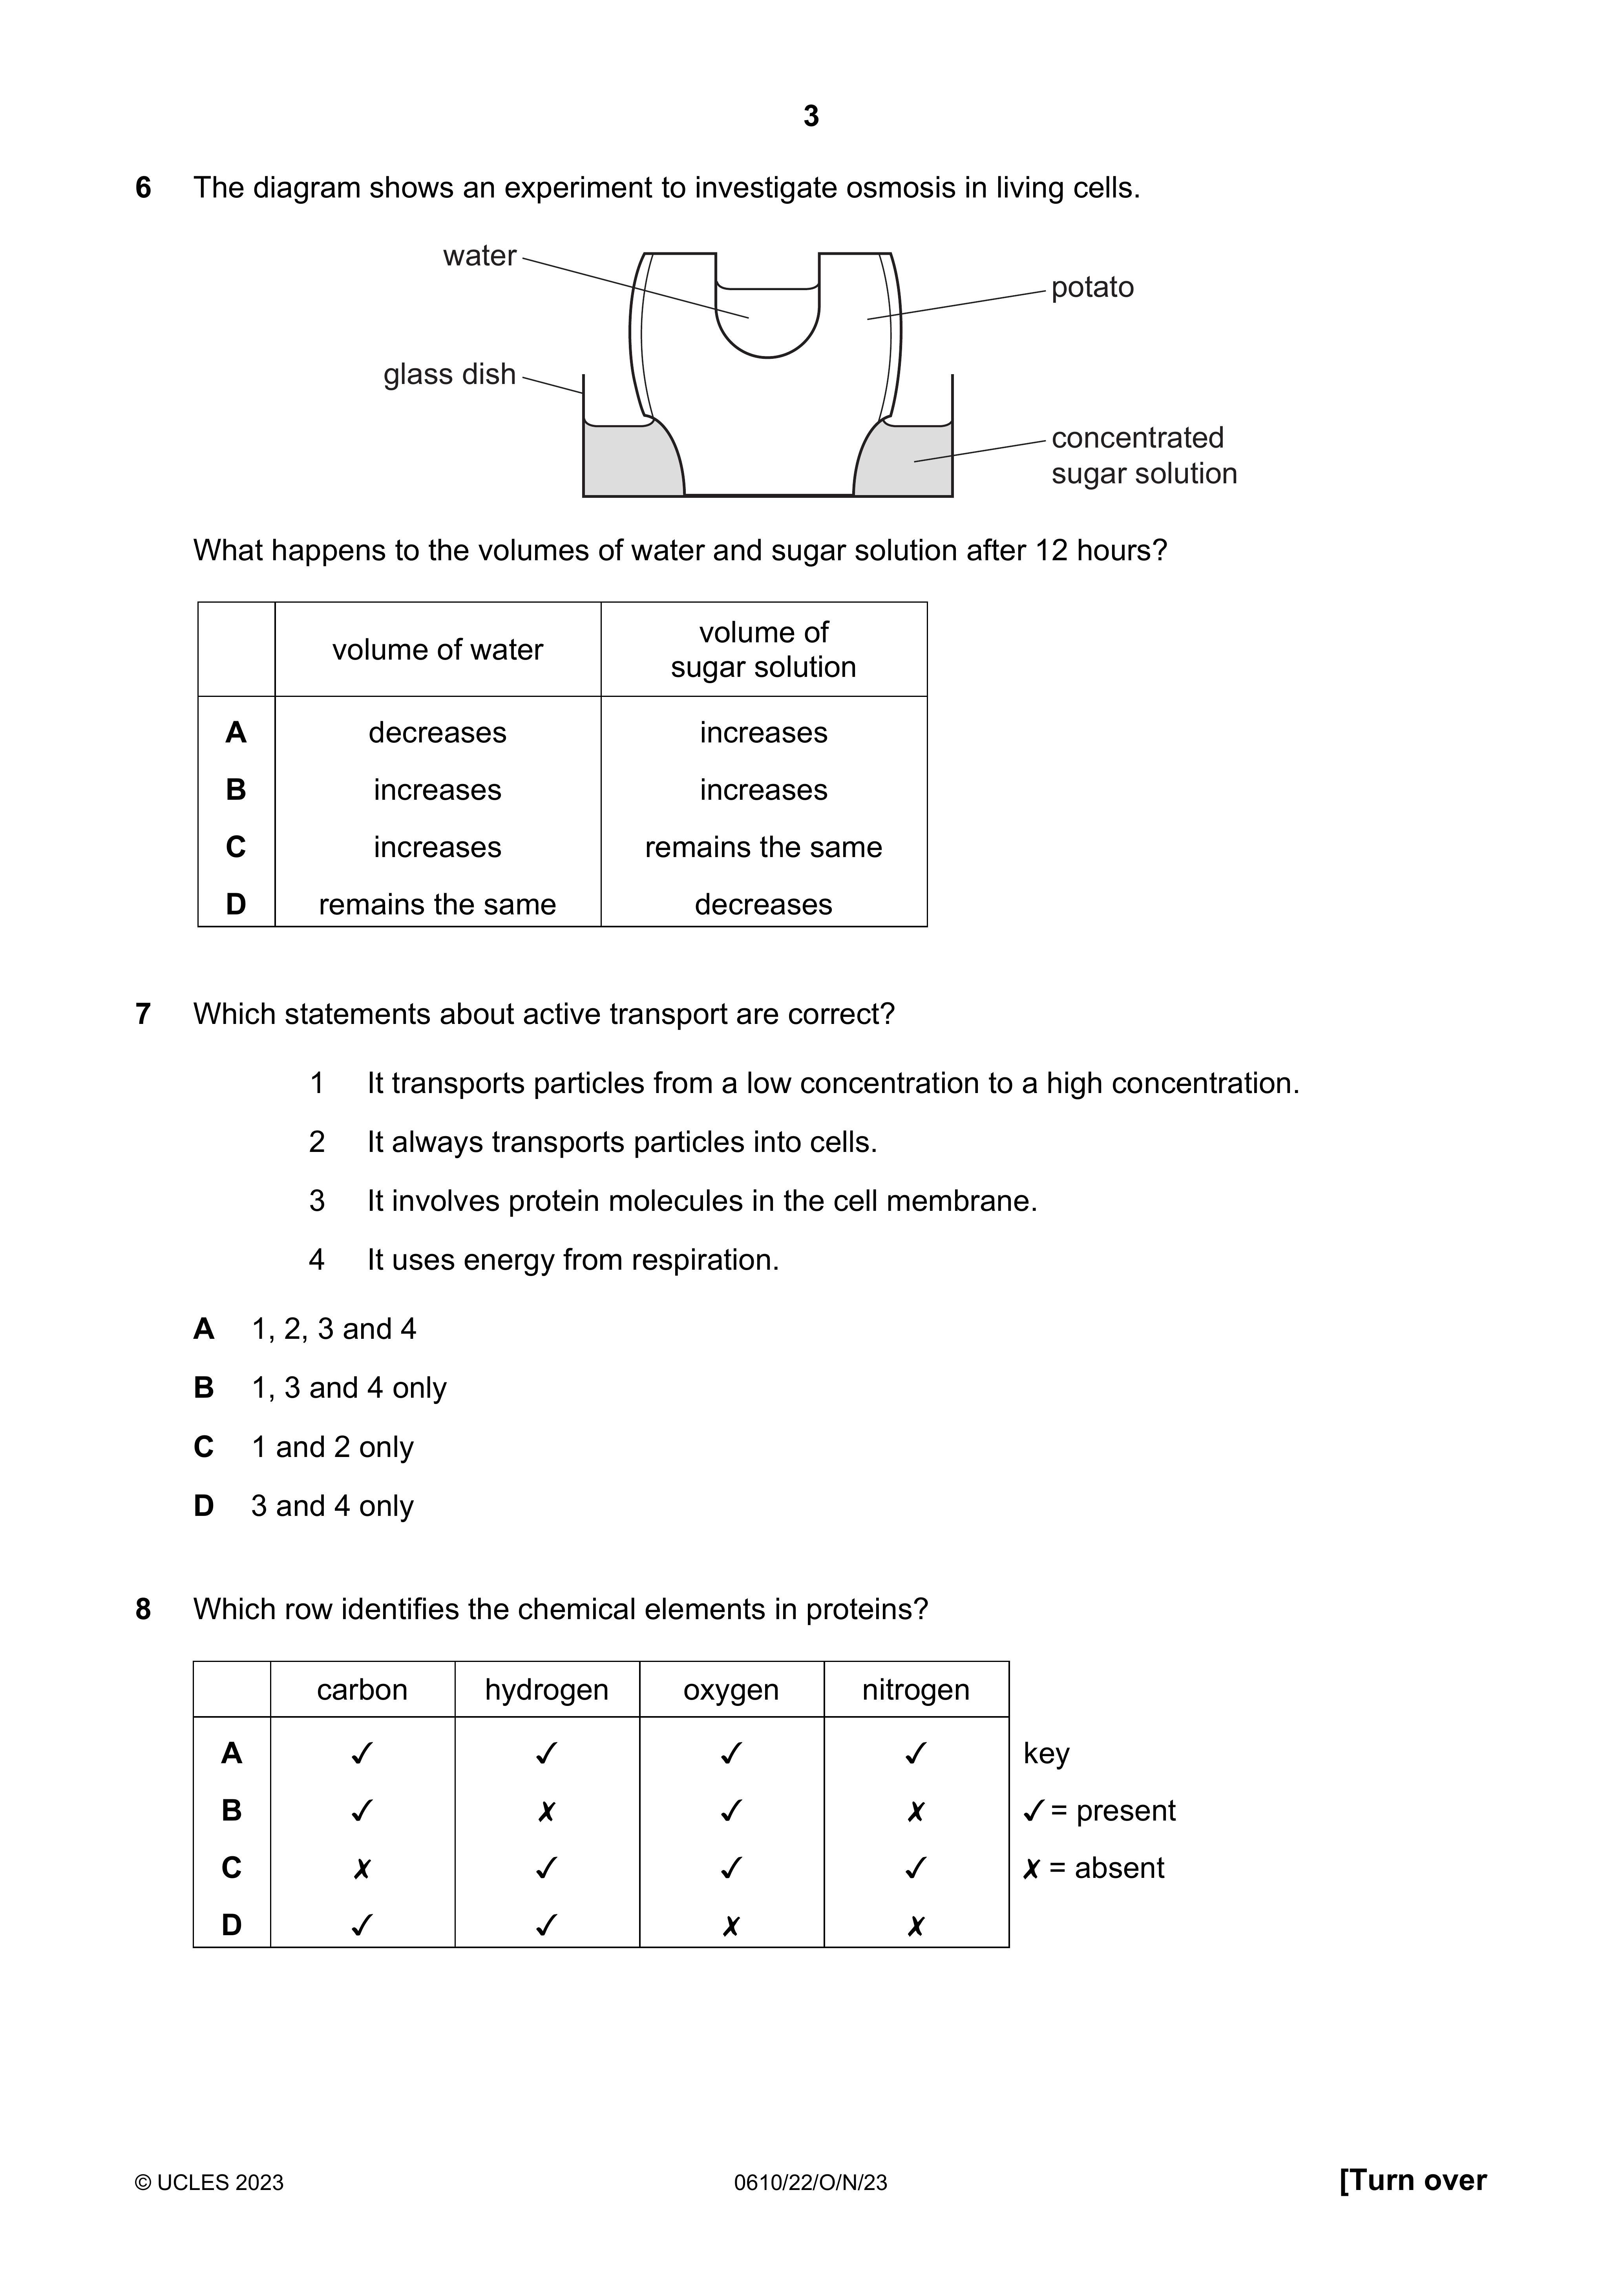 3
6 The diagram shows an experiment to investigate osmosis in living cells.
water
potato
glass dish
concentrated
sugar solution
What happens to the volumes of water and sugar solution after 12 hours?
volume of water volume of
sugar solution
A decreases increases
B increases increases
C increases remains the same
D remains the same decreases
7 Which statements about active transport are correct?
1 It transports particles from a low concentration to a high concentration.
2 It always transports particles into cells.
3 It involves protein molecules in the cell membrane.
4 It uses energy from respiration.
A 1, 2, 3 and 4
B 1, 3 and 4 only
C 1 and 2 only
D 3 and 4 only
8 Which row identifies the chemical elements in proteins?
carbon hydrogen oxygen nitrogen
A ✓ ✓ ✓ ✓ key
B ✓ ✗ ✓ ✗ ✓ = present
C ✗ ✓ ✓ ✓ ✗ = absent
D ✓ ✓ ✗ ✗
© UCLES 2023 0610/22/O/N/23 [Turn over